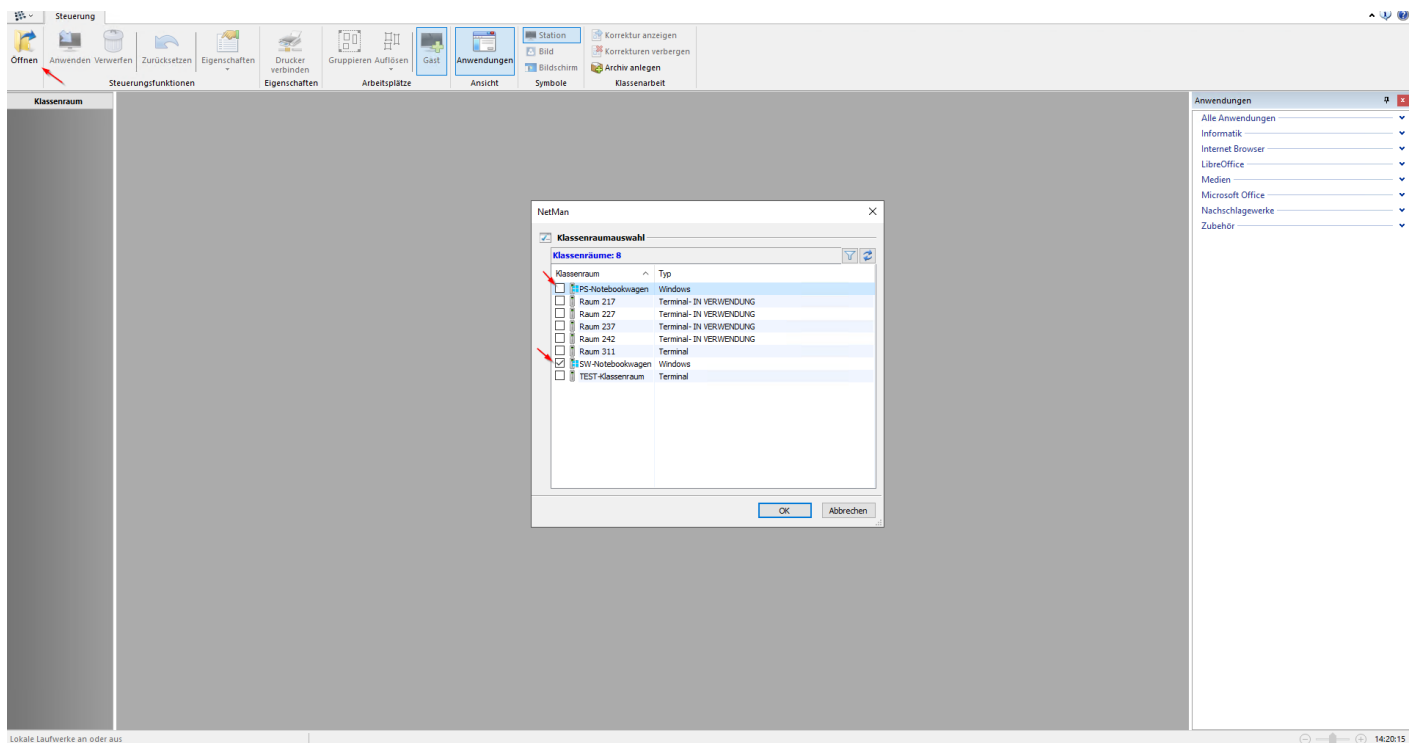 Steuerung
Öffnen Anwenden Verwerfen Zurücksetzen Eigenschaften Drucker verbinden Gruppieren Auflösen Gast Anwendungen
Station
Bild
Bildschirm
Korrektur anzeigen
Korrekturen verbergen
Archiv anlegen
Steuerungsfunktionen Eigenschaften Arbeitsplätze Ansicht Symbole Klassenarbeit
Klassenraum
NetMan
Klassenraumauswahl
Klassenräume: 8
Klassenraum Typ
PS-Notebookwagen Windows
Raum 217 Terminal- IN VERWENDUNG
Raum 227 Terminal- IN VERWENDUNG
Raum 237 Terminal- IN VERWENDUNG
Raum 242 Terminal- IN VERWENDUNG
Raum 311 Terminal
SW-Notebookwagen Windows
TEST-Klassenraum Terminal
OK Abbrechen
Anwendungen
Alle Anwendungen
Informatik
Internet Browser
LibreOffice
Medien
Microsoft Office
Nachschlagewerke
Zubehör
Lokale Laufwerke an oder aus
14:20:15